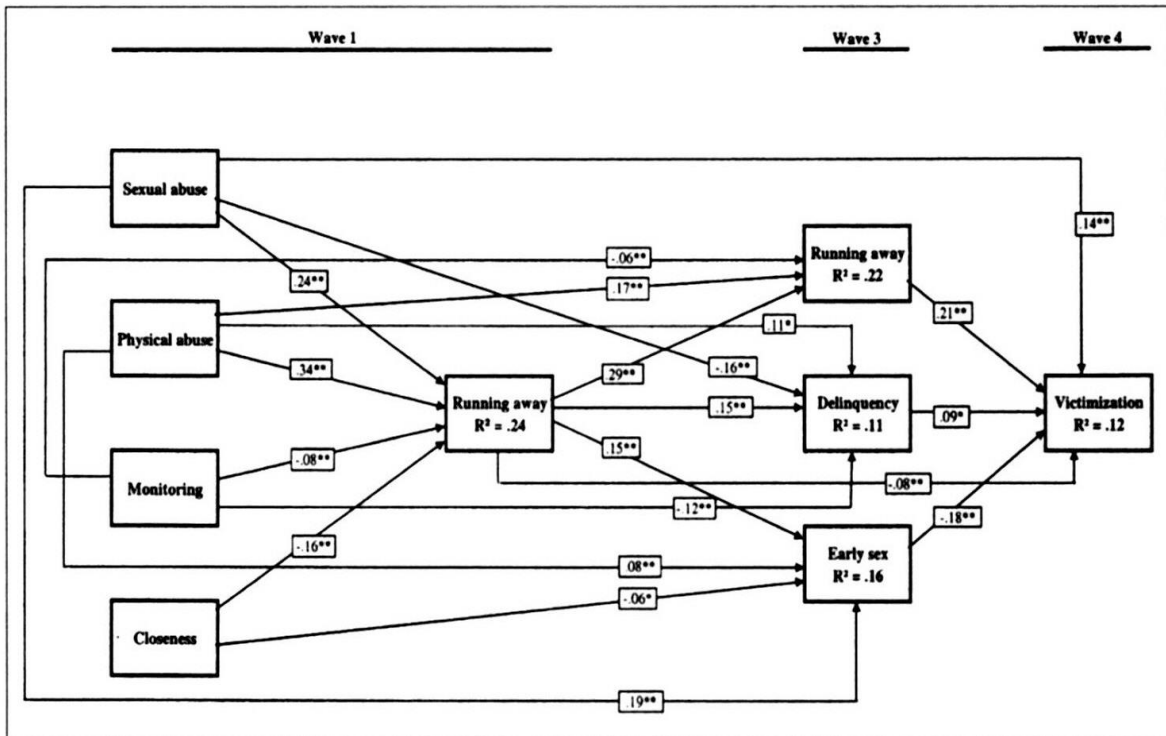 Wave 1
Wave 3
Wave 4
Sexual abuse
.14**
Running away
R² = .22
-.06**
.24**
.17**
Physical abuse
.11*
.21**
.34**
.29**
-.16**
Running away
R² = .24
.15**
Delinquency
R² = .11
.09*
Victimization
R² = .12
.15**
-.08**
Monitoring
-.08**
-.12**
-.18**
-.16**
Early sex
R² = .16
.08**
-.06*
Closeness
.19**